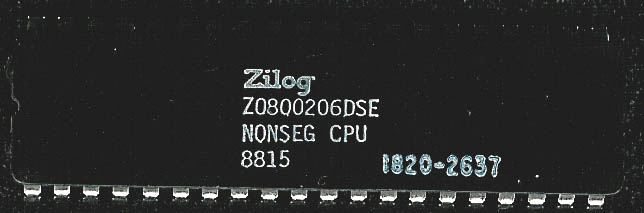 Zilog
Z0800206DSE
NONSEG CPU
8815 1820-2637